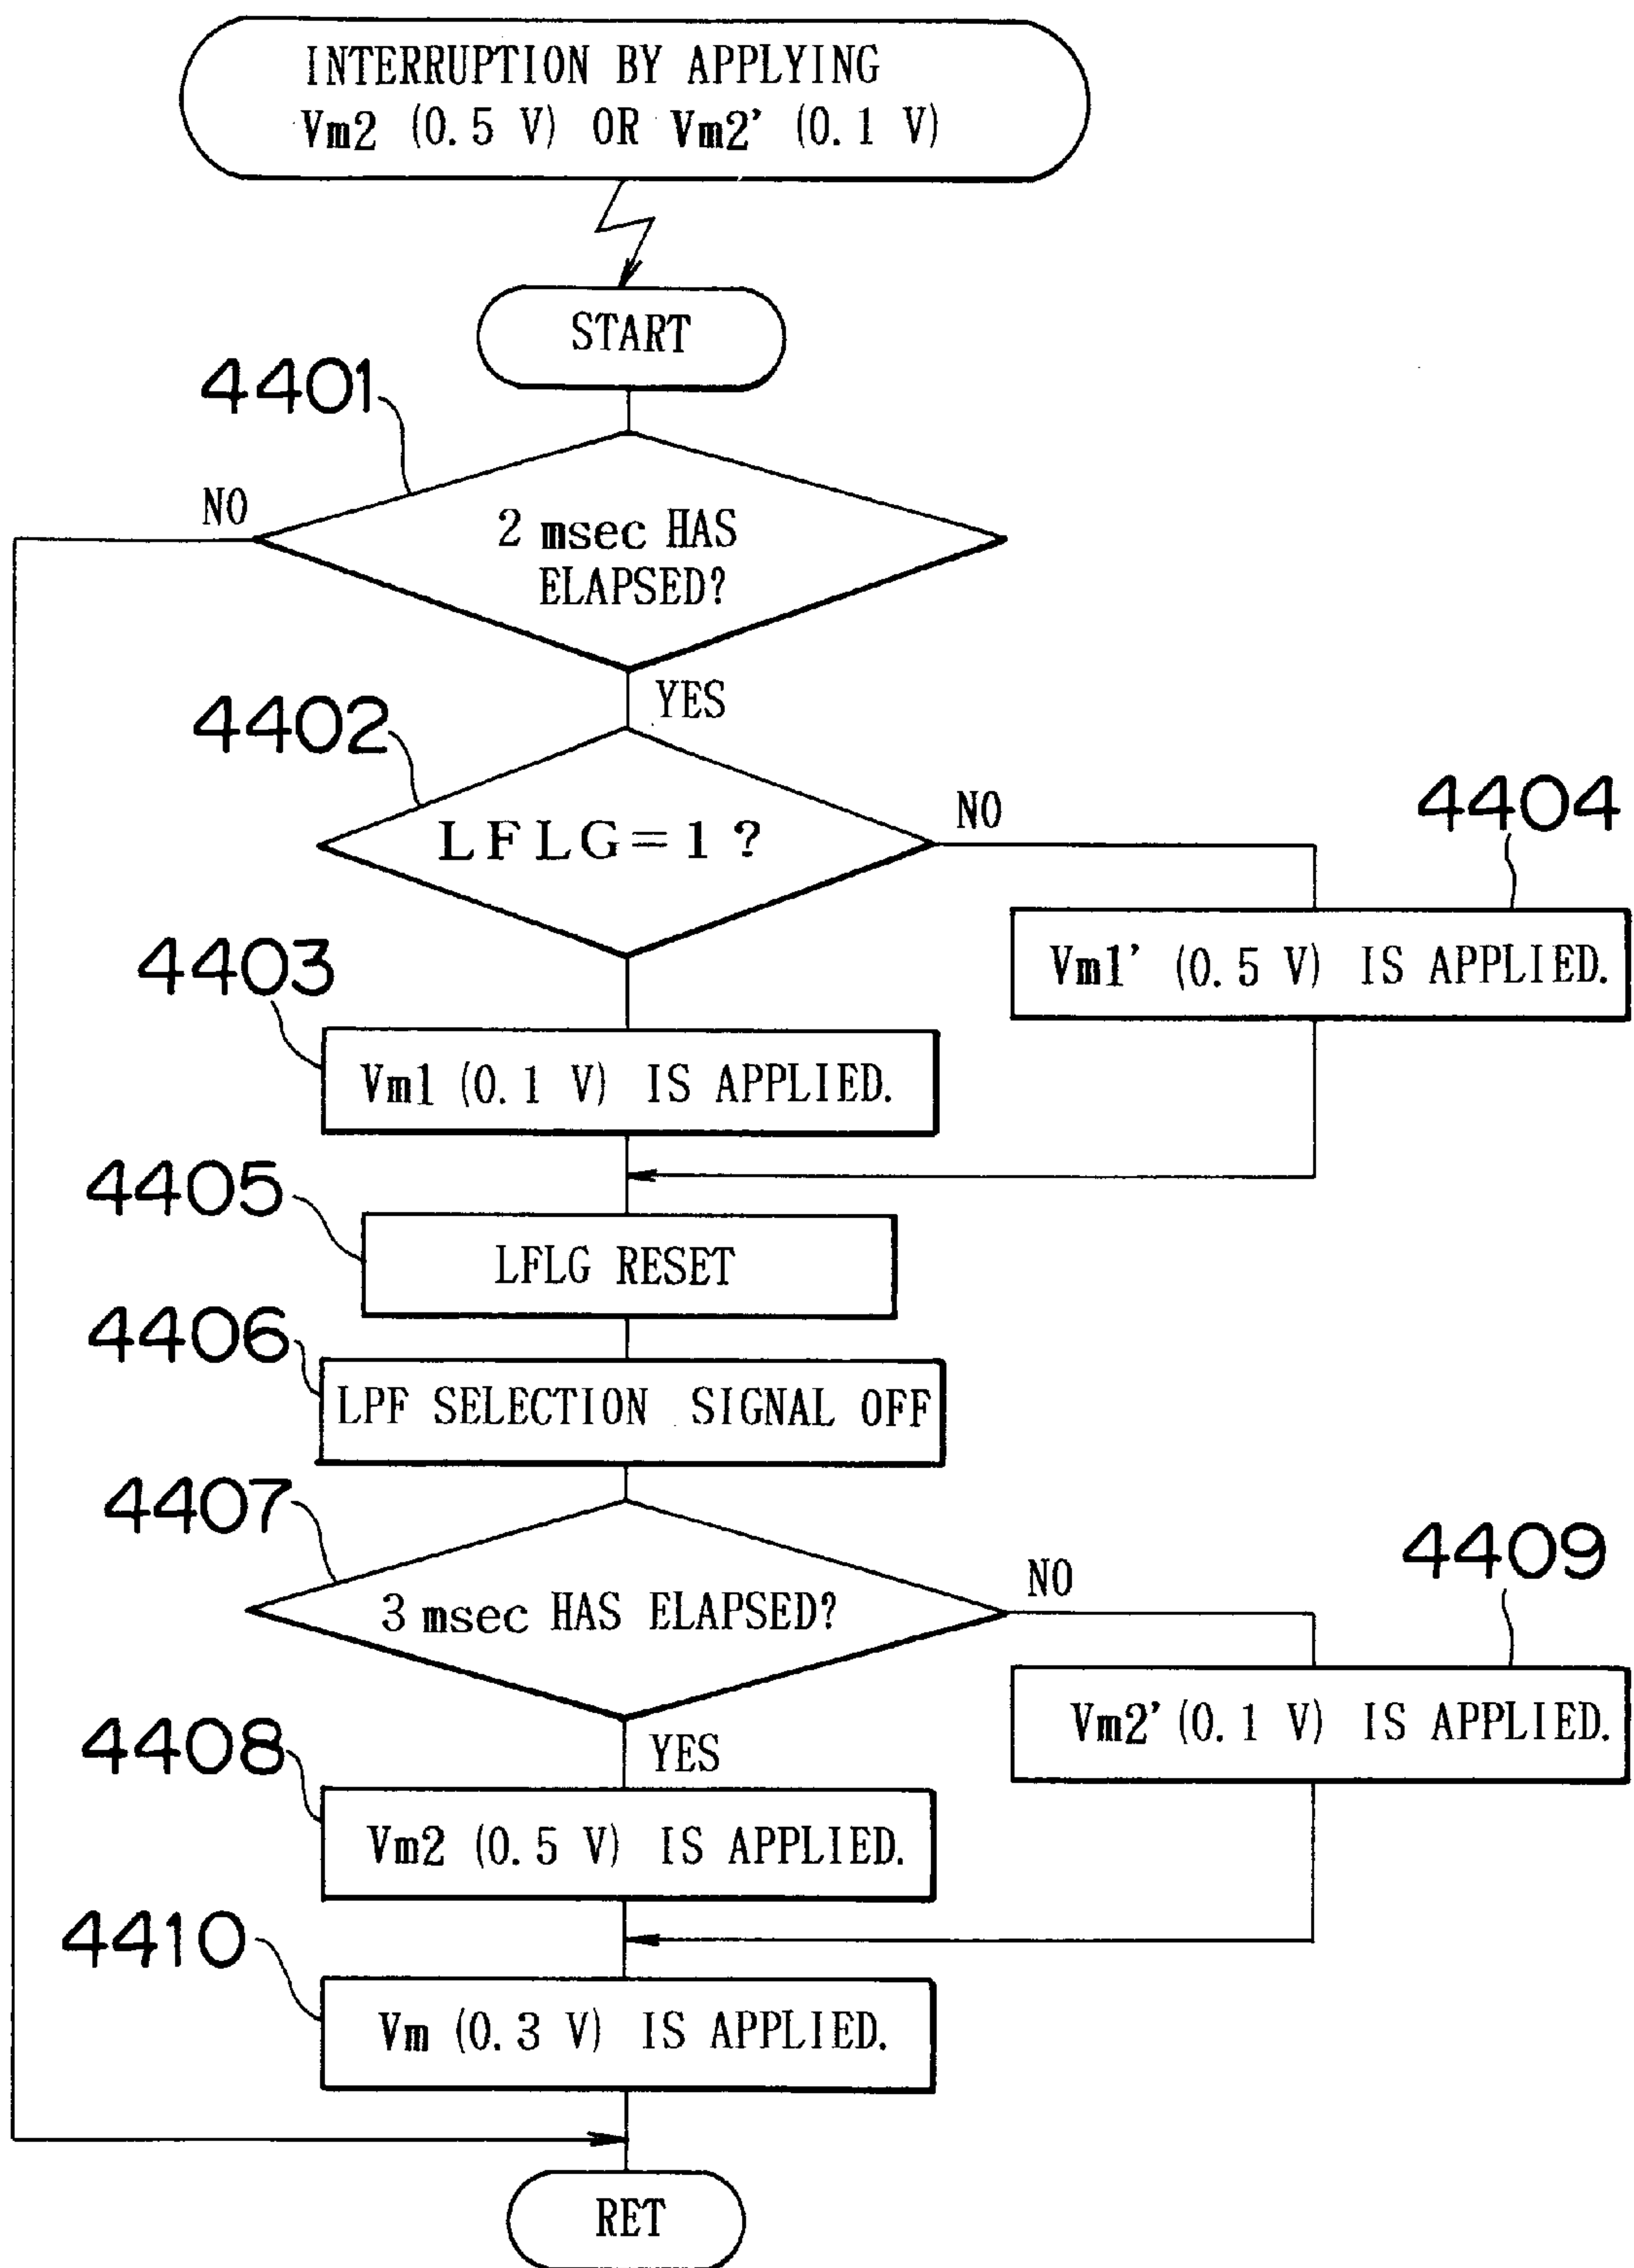 INTERRUPTION BY APPLYING
Vm2 (0.5 V) OR Vm2' (0.1 V)
START
4401
NO
2 msec HAS
ELAPSED?
YES
4402
LFLG=1?
NO
4404
Vm1' (0.5 V) IS APPLIED.
4403
Vm1 (0.1 V) IS APPLIED.
4405
LFLG RESET
4406
LPF SELECTION SIGNAL OFF
4407
3 msec HAS ELAPSED?
NO
4409
Vm2' (0.1 V) IS APPLIED.
YES
4408
Vm2 (0.5 V) IS APPLIED.
4410
Vm (0.3 V) IS APPLIED.
RET